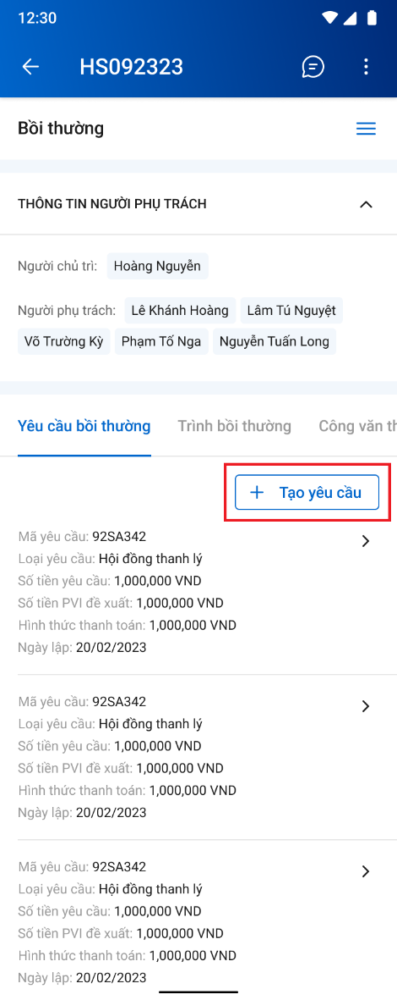 12:30
HS092323
Bồi thường
THÔNG TIN NGƯỜI PHỤ TRÁCH
Người chủ trì: Hoàng Nguyễn
Người phụ trách: Lê Khánh Hoàng Lâm Tú Nguyệt
Võ Trường Kỳ Phạm Tố Nga Nguyễn Tuấn Long
Yêu cầu bồi thường Trình bồi thường Công văn th
+ Tạo yêu cầu
Mã yêu cầu: 92SA342
Loại yêu cầu: Hội đồng thanh lý
Số tiền yêu cầu: 1,000,000 VND
Số tiền PVI đề xuất: 1,000,000 VND
Hình thức thanh toán: 1,000,000 VND
Ngày lập: 20/02/2023
Mã yêu cầu: 92SA342
Loại yêu cầu: Hội đồng thanh lý
Số tiền yêu cầu: 1,000,000 VND
Số tiền PVI đề xuất: 1,000,000 VND
Hình thức thanh toán: 1,000,000 VND
Ngày lập: 20/02/2023
Mã yêu cầu: 92SA342
Loại yêu cầu: Hội đồng thanh lý
Số tiền yêu cầu: 1,000,000 VND
Số tiền PVI đề xuất: 1,000,000 VND
Hình thức thanh toán: 1,000,000 VND
Ngày lập: 20/02/2023